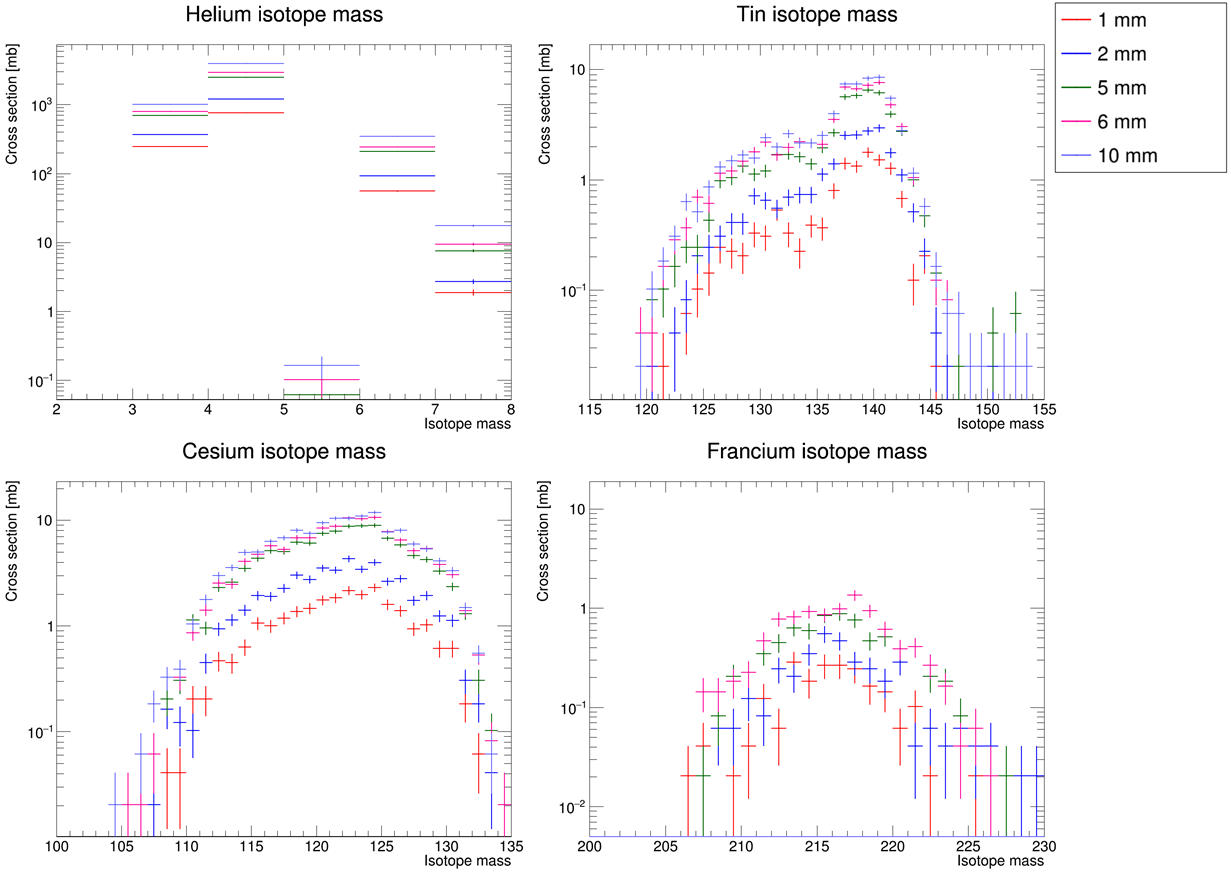 Helium isotope mass
Cross section [mb]
10³
10²
10
1
10⁻¹
2 3 4 5 6 7 8
Isotope mass
Tin isotope mass
Cross section [mb]
10
1
10⁻¹
115 120 125 130 135 140 145 150 155
Isotope mass
1 mm
2 mm
5 mm
6 mm
10 mm
Cesium isotope mass
Cross section [mb]
10
1
10⁻¹
100 105 110 115 120 125 130 135
Isotope mass
Francium isotope mass
Cross section [mb]
10
1
10⁻¹
10⁻²
200 205 210 215 220 225 230
Isotope mass